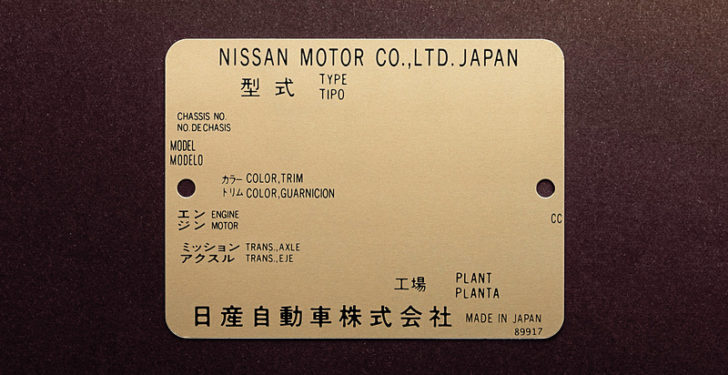 NISSAN MOTOR CO.,LTD. JAPAN
型式 TYPE
TIPO
CHASSIS NO.
NO. DE CHASIS
MODEL
MODELO
カラー COLOR,TRIM
トリム COLOR,GUARNICION
エン ENGINE
ジン MOTOR
CC
ミッション TRANS.,AXLE
アクスル TRANS.,EJE
工場 PLANT
PLANTA
日産自動車株式会社 MADE IN JAPAN
89917